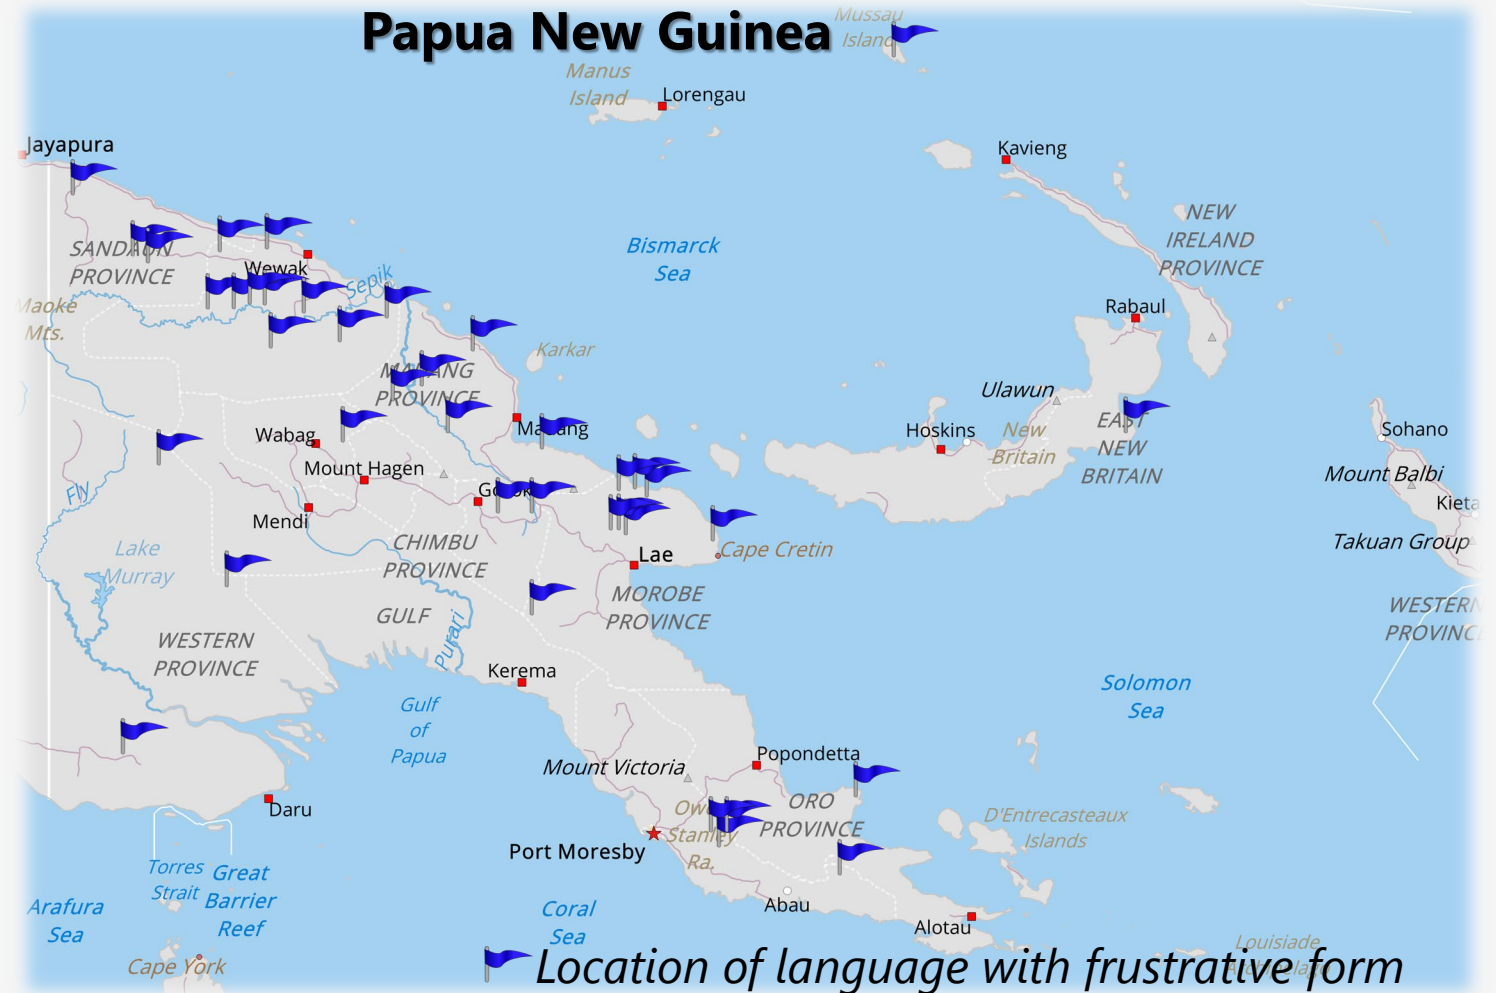 Papua New Guinea
Mussau
Island
Manus
Island
Lorengau
Jayapura
Kavieng
NEW
IRELAND
PROVINCE
SANDAUN
PROVINCE
Bismarck
Sea
Wewak
Sepik
Maoke
Mts.
Rabaul
Karkar
MADANG
PROVINCE
Ulawun
Madang
Wabag
Hoskins
New
Britain
EAST
NEW
BRITAIN
Sohano
Mount Hagen
Mount Balbi
Fly
Mendi
Kieta
Lake
Murray
CHIMBU
PROVINCE
Lae
Cape Cretin
Takuan Group
MOROBE
PROVINCE
GULF
WESTERN
PROVINCE
WESTERN
PROVINCE
Purari
Kerema
Gulf
of
Papua
Solomon
Sea
Mount Victoria
Popondetta
Daru
ORO
PROVINCE
Owen
Stanley
Ra.
D'Entrecasteaux
Islands
Port Moresby
Torres
Strait
Great
Barrier
Reef
Abau
Arafura
Sea
Coral
Sea
Alotau
Louisiade
Archipelago
Cape York
Location of language with frustrative form